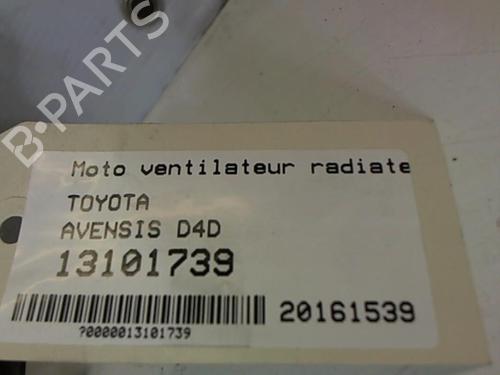 B-PARTS
Moto ventilateur radiate
TOYOTA
AVENSIS D4D
13101739
20161539
?0000013101739